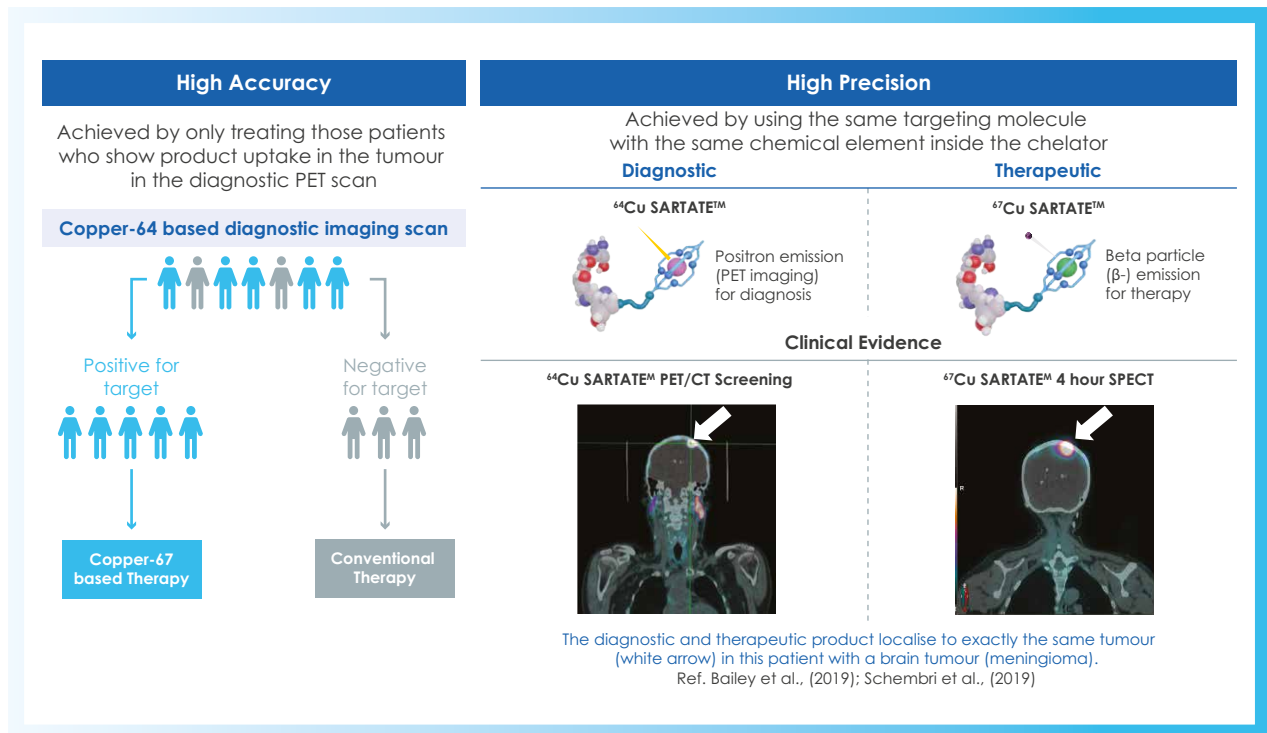 High Accuracy
Achieved by only treating those patients
who show product uptake in the tumour
in the diagnostic PET scan
Copper-64 based diagnostic imaging scan
Positive for
target
Negative
for target
Copper-67
based Therapy
Conventional
Therapy
High Precision
Achieved by using the same targeting molecule
with the same chemical element inside the chelator
Diagnostic
Therapeutic
⁶⁴Cu SARTATE™
Positron emission
(PET imaging)
for diagnosis
⁶⁷Cu SARTATE™
Beta particle
(β-) emission
for therapy
Clinical Evidence
⁶⁴Cu SARTATEᴹ PET/CT Screening
⁶⁷Cu SARTATEᴹ 4 hour SPECT
R
The diagnostic and therapeutic product localise to exactly the same tumour
(white arrow) in this patient with a brain tumour (meningioma).
Ref. Bailey et al., (2019); Schembri et al., (2019)